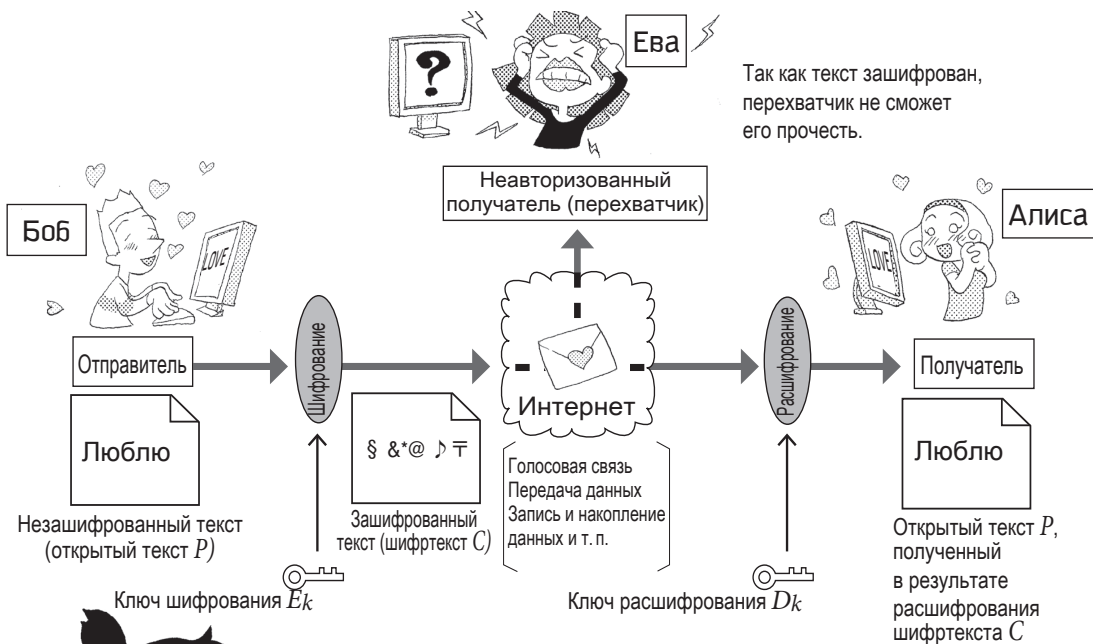 ?
Ева
Так как текст зашифрован,
перехватчик не сможет
его прочесть.
Неавторизованный
получатель (перехватчик)
Боб
LOVE
Алиса
LOVE
Отправитель
Шифрование
Интернет
Расшифрование
Получатель
Люблю
§ &*@ ♪〒
Голосовая связь
Передача данных
Запись и накопление
данных и т. п.
Люблю
Незашифрованный текст
(открытый текст P)
Зашифрованный
текст (шифртекст C)
Открытый текст P,
полученный
в результате
расшифрования
шифртекста C
Ключ шифрования Ek
Ключ расшифрования Dk